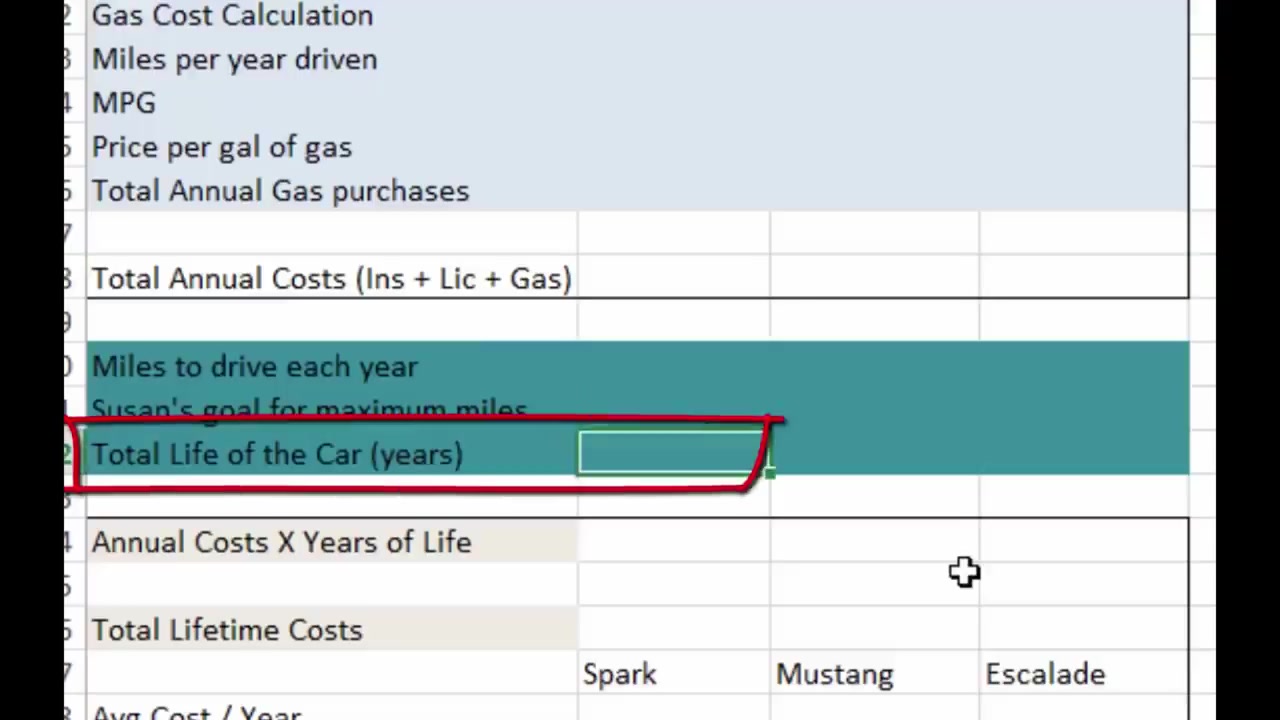 2 Gas Cost Calculation
3 Miles per year driven
4 MPG
5 Price per gal of gas
6 Total Annual Gas purchases
7
8 Total Annual Costs (Ins + Lic + Gas)
9
0 Miles to drive each year
1 Susan's goal for maximum miles
2 Total Life of the Car (years)
3
4 Annual Costs X Years of Life
5
6 Total Lifetime Costs
7 Spark Mustang Escalade
8 Avg Cost / Year